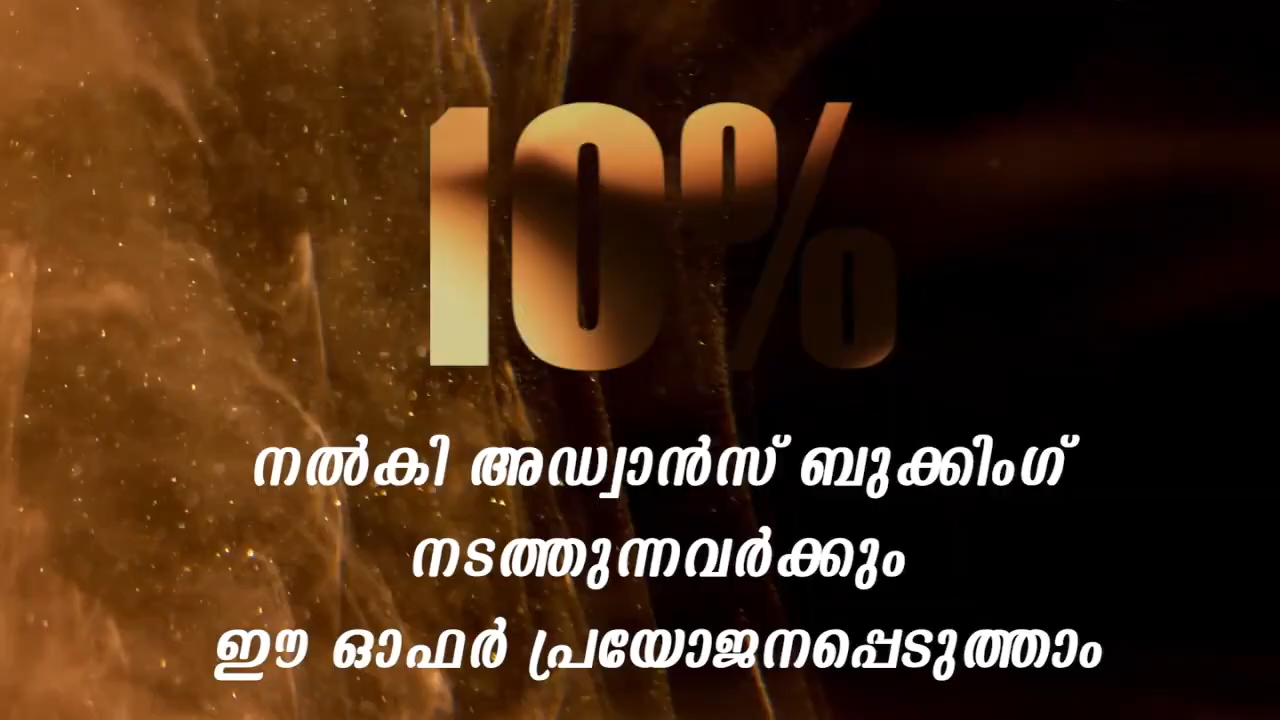 10%
നൽകി അഡ്വാൻസ് ബുക്കിംഗ്
നടത്തുന്നവർക്കും
ഈ ഓഫർ പ്രയോജനപ്പെടുത്താം